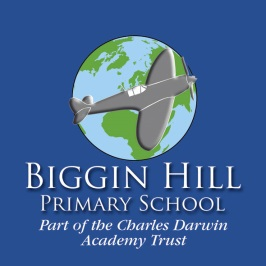 BIGGIN HILL
PRIMARY SCHOOL
Part of the Charles Darwin
Academy Trust